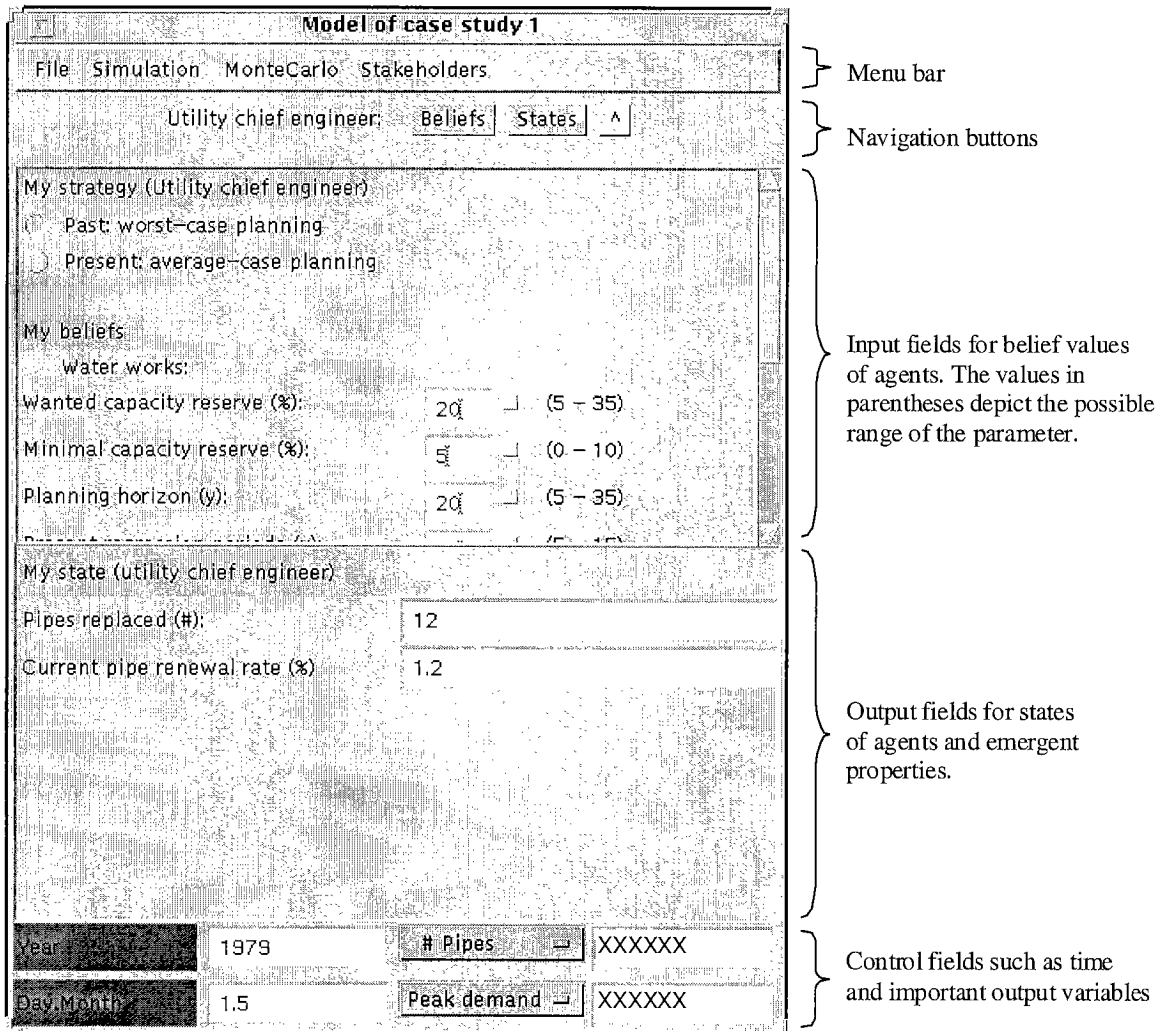 Model of case study 1
File Simulation MonteCarlo Stakeholders
Menu bar
Utility chief engineer: Beliefs States ^
Navigation buttons
My strategy (Utility chief engineer)
Past: worst-case planning
Present: average-case planning
My beliefs
Water works:
Wanted capacity reserve (%): 20 (5 - 35)
Minimal capacity reserve (%): 5 (0 - 10)
Planning horizon (y): 20 (5 - 35)
Input fields for belief values
of agents. The values in
parentheses depict the possible
range of the parameter.
My state (utility chief engineer)
Pipes replaced (#): 12
Current pipe renewal rate (%) 1.2
Output fields for states
of agents and emergent
properties.
Year 1979 # Pipes XXXXXX
Day.Month 1.5 Peak demand XXXXXX
Control fields such as time
and important output variables